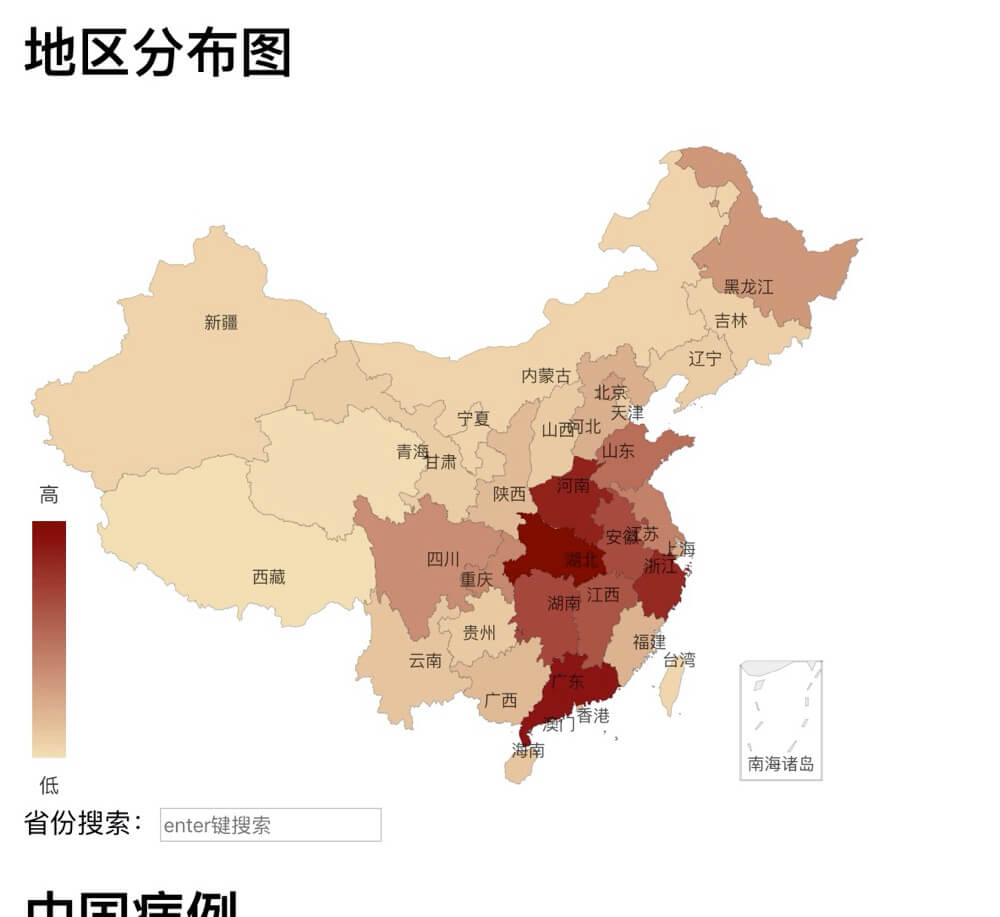 地区分布图
黑龙江
吉林
新疆
辽宁
内蒙古
北京
天津
宁夏
山西
河北
青海
甘肃
山东
陕西
河南
高
安徽
江苏
上海
四川
湖北
浙江
西藏
重庆
湖南
江西
贵州
福建
云南
台湾
广东
广西
香港
澳门
海南
南海诸岛
低
省份搜索：
enter键搜索
中国病例